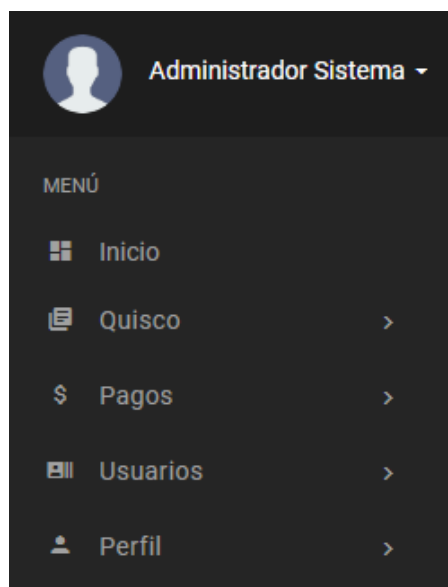 Administrador Sistema
MENÚ
Inicio
Quisco
Pagos
Usuarios
Perfil